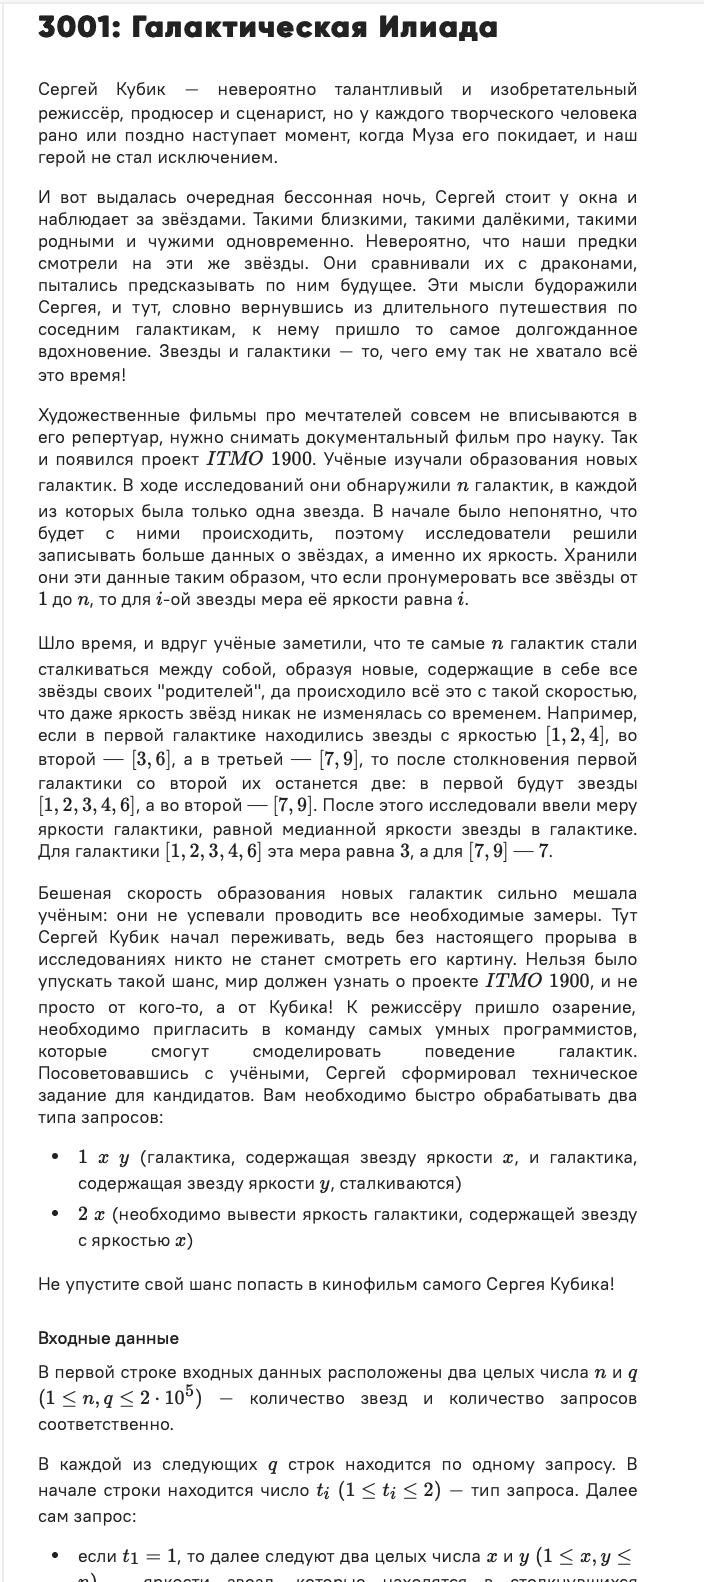 3001: Галактическая Илиада
Сергей Кубик — невероятно талантливый и изобретательный
режиссёр, продюсер и сценарист, но у каждого творческого человека
рано или поздно наступает момент, когда Муза его покидает, и наш
герой не стал исключением.
И вот выдалась очередная бессонная ночь, Сергей стоит у окна и
наблюдает за звёздами. Такими близкими, такими далёкими, такими
родными и чужими одновременно. Невероятно, что наши предки
смотрели на эти же звёзды. Они сравнивали их с драконами,
пытались предсказывать по ним будущее. Эти мысли будоражили
Сергея, и тут, словно вернувшись из длительного путешествия по
соседним галактикам, к нему пришло то самое долгожданное
вдохновение. Звезды и галактики — то, чего ему так не хватало всё
это время!
Художественные фильмы про мечтателей совсем не вписываются в
его репертуар, нужно снимать документальный фильм про науку. Так
и появился проект ITMO 1900. Учёные изучали образования новых
галактик. В ходе исследований они обнаружили n галактик, в каждой
из которых была только одна звезда. В начале было непонятно, что
будет с ними происходить, поэтому исследователи решили
записывать больше данных о звёздах, а именно их яркость. Хранили
они эти данные таким образом, что если пронумеровать все звёзды от
1 до n, то для i-ой звезды мера её яркости равна i.
Шло время, и вдруг учёные заметили, что те самые n галактик стали
сталкиваться между собой, образуя новые, содержащие в себе все
звёзды своих "родителей", да происходило всё это с такой скоростью,
что даже яркость звёзд никак не изменялась со временем. Например,
если в первой галактике находились звезды с яркостью [1, 2, 4], во
второй — [3, 6], а в третьей — [7, 9], то после столкновения первой
галактики со второй их останется две: в первой будут звезды
[1, 2, 3, 4, 6], а во второй — [7, 9]. После этого исследовали ввели меру
яркости галактики, равной медианной яркости звезды в галактике.
Для галактики [1, 2, 3, 4, 6] эта мера равна 3, а для [7, 9] — 7.
Бешеная скорость образования новых галактик сильно мешала
учёным: они не успевали проводить все необходимые замеры. Тут
Сергей Кубик начал переживать, ведь без настоящего прорыва в
исследованиях никто не станет смотреть его картину. Нельзя было
упускать такой шанс, мир должен узнать о проекте ITMO 1900, и не
просто от кого-то, а от Кубика! К режиссёру пришло озарение,
необходимо пригласить в команду самых умных программистов,
которые смогут смоделировать поведение галактик.
Посоветовавшись с учёными, Сергей сформировал техническое
задание для кандидатов. Вам необходимо быстро обрабатывать два
типа запросов:
• 1 x y (галактика, содержащая звезду яркости x, и галактика,
содержащая звезду яркости y, сталкиваются)
• 2 x (необходимо вывести яркость галактики, содержащей звезду
с яркостью x)
Не упустите свой шанс попасть в кинофильм самого Сергея Кубика!
Входные данные
В первой строке входных данных расположены два целых числа n и q
(1 ≤ n, q ≤ 2 · 10⁵) — количество звезд и количество запросов
соответственно.
В каждой из следующих q строк находится по одному запросу. В
начале строки находится число tᵢ (1 ≤ tᵢ ≤ 2) — тип запроса. Далее
сам запрос:
• если t₁ = 1, то далее следуют два целых числа x и y (1 ≤ x, y ≤